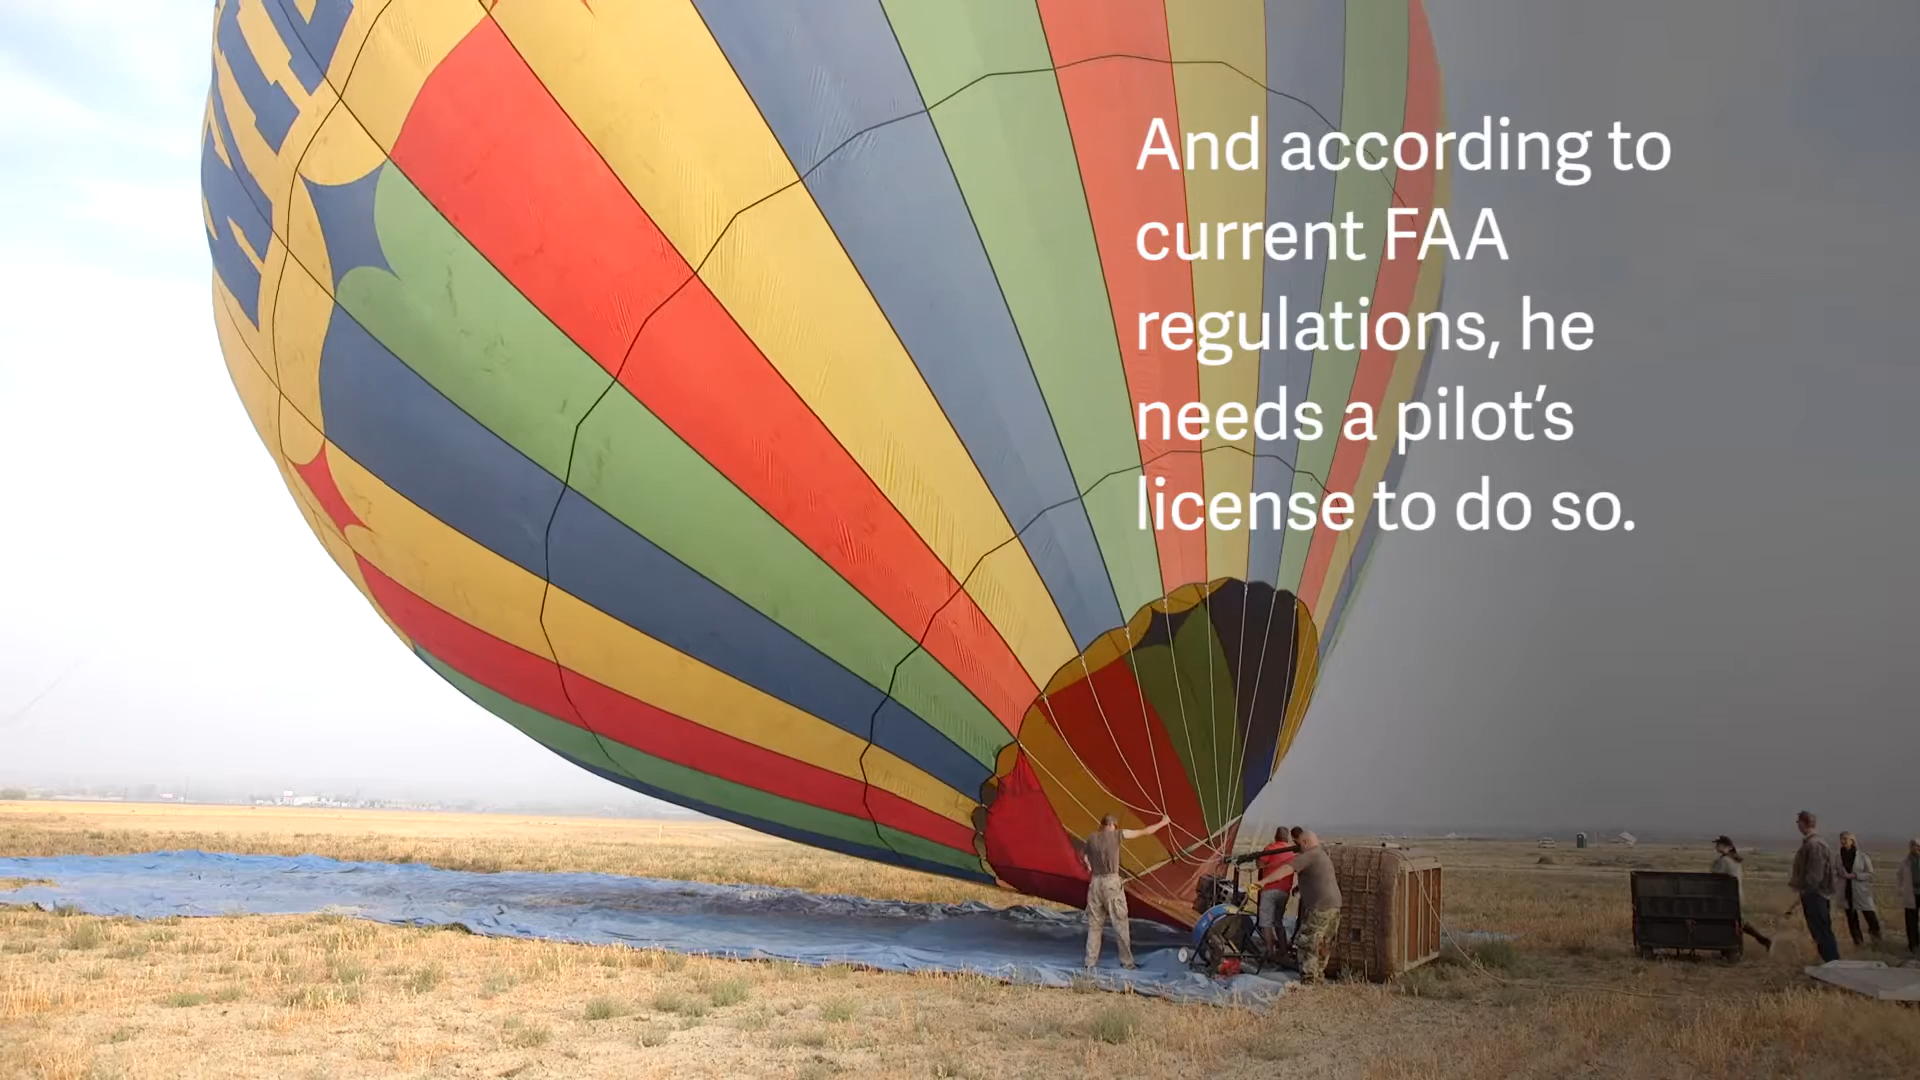 And according to
current FAA
regulations, he
needs a pilot’s
license to do so.